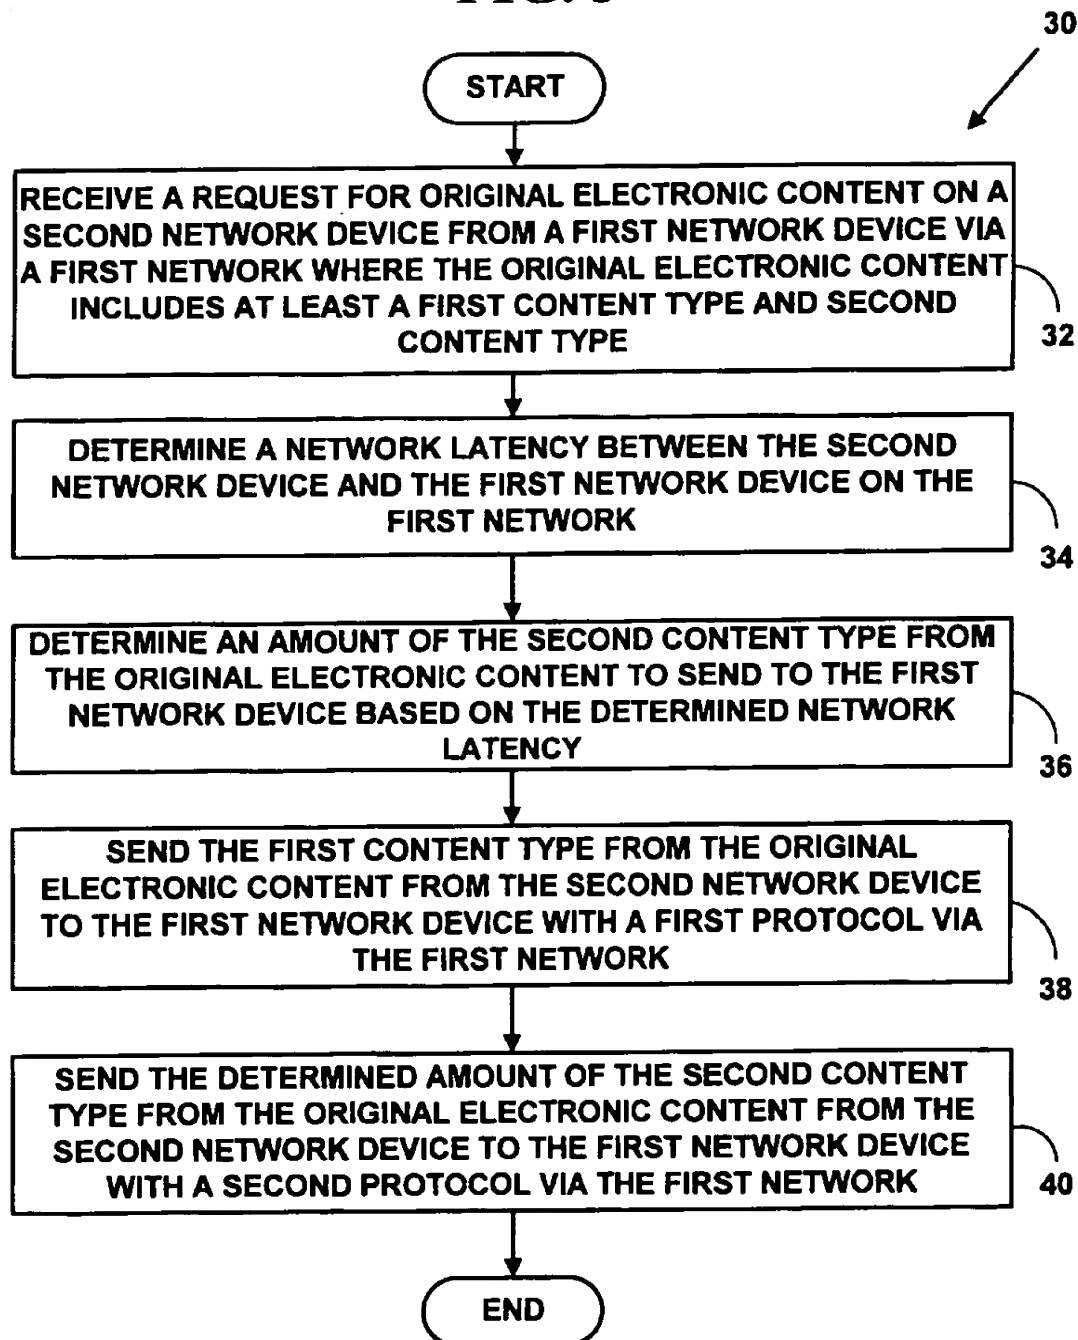 30
START
RECEIVE A REQUEST FOR ORIGINAL ELECTRONIC CONTENT ON A
SECOND NETWORK DEVICE FROM A FIRST NETWORK DEVICE VIA
A FIRST NETWORK WHERE THE ORIGINAL ELECTRONIC CONTENT
INCLUDES AT LEAST A FIRST CONTENT TYPE AND SECOND
CONTENT TYPE
32
DETERMINE A NETWORK LATENCY BETWEEN THE SECOND
NETWORK DEVICE AND THE FIRST NETWORK DEVICE ON THE
FIRST NETWORK
34
DETERMINE AN AMOUNT OF THE SECOND CONTENT TYPE FROM
THE ORIGINAL ELECTRONIC CONTENT TO SEND TO THE FIRST
NETWORK DEVICE BASED ON THE DETERMINED NETWORK
LATENCY
36
SEND THE FIRST CONTENT TYPE FROM THE ORIGINAL
ELECTRONIC CONTENT FROM THE SECOND NETWORK DEVICE
TO THE FIRST NETWORK DEVICE WITH A FIRST PROTOCOL VIA
THE FIRST NETWORK
38
SEND THE DETERMINED AMOUNT OF THE SECOND CONTENT
TYPE FROM THE ORIGINAL ELECTRONIC CONTENT FROM THE
SECOND NETWORK DEVICE TO THE FIRST NETWORK DEVICE
WITH A SECOND PROTOCOL VIA THE FIRST NETWORK
40
END